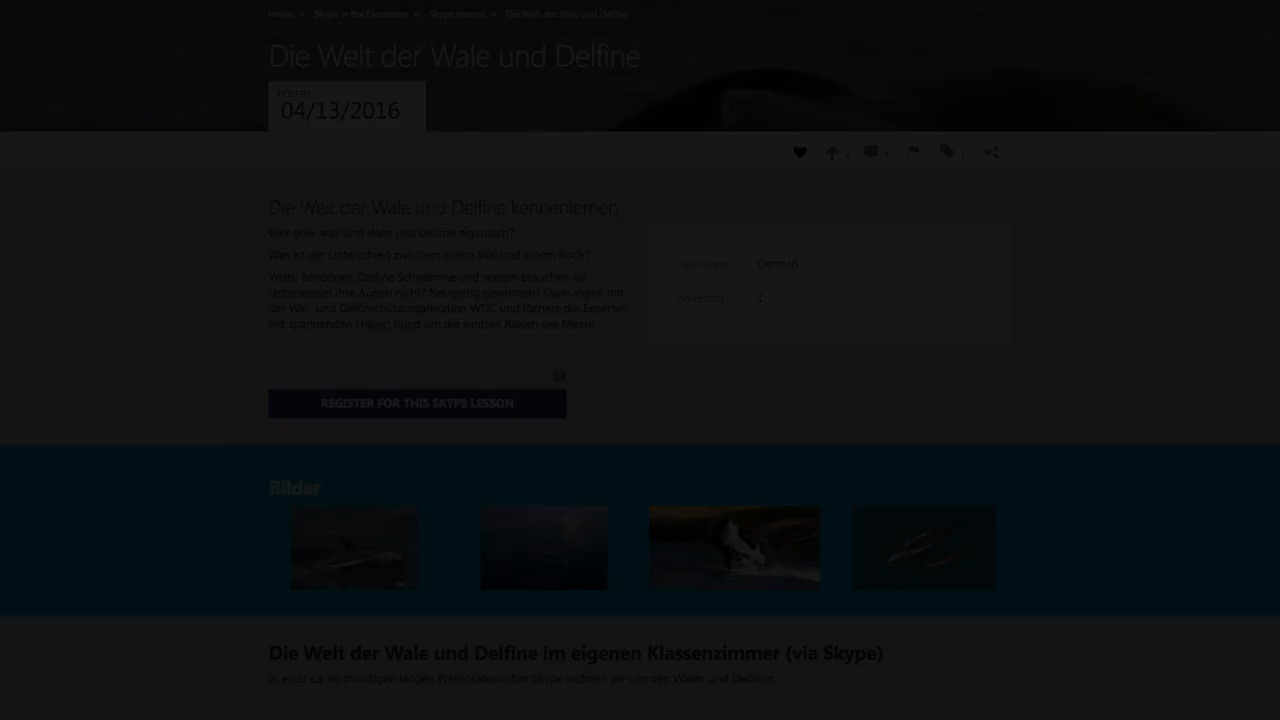 Home > Skype in the Classroom > Skype lessons > Die Welt der Wale und Delfine
Die Welt der Wale und Delfine
POSTED
04/13/2016
Die Welt der Wale und Delfine kennenlernen
Wer oder was sind Wale und Delfine eigentlich?
Was ist der Unterschied zwischen einem Wal und einem Fisch?
German
Wozu benötigen Delfine Schwämme und warum brauchen sie
Unterwasser ihre Augen nicht? Neugierig geworden? Dann skype mit
der Wal- und Delfinschutzorganisation WDC und löchere die Experten
mit spannenden Fragen Rund um die sanften Riesen der Meere.
REGISTER FOR THIS SKYPE LESSON
Bilder
Die Welt der Wale und Delfine im eigenen Klassenzimmer (via Skype)
In einer ca. 40 minütigen langen Präsentation über Skype widmen wir uns den Walen und Delfinen.